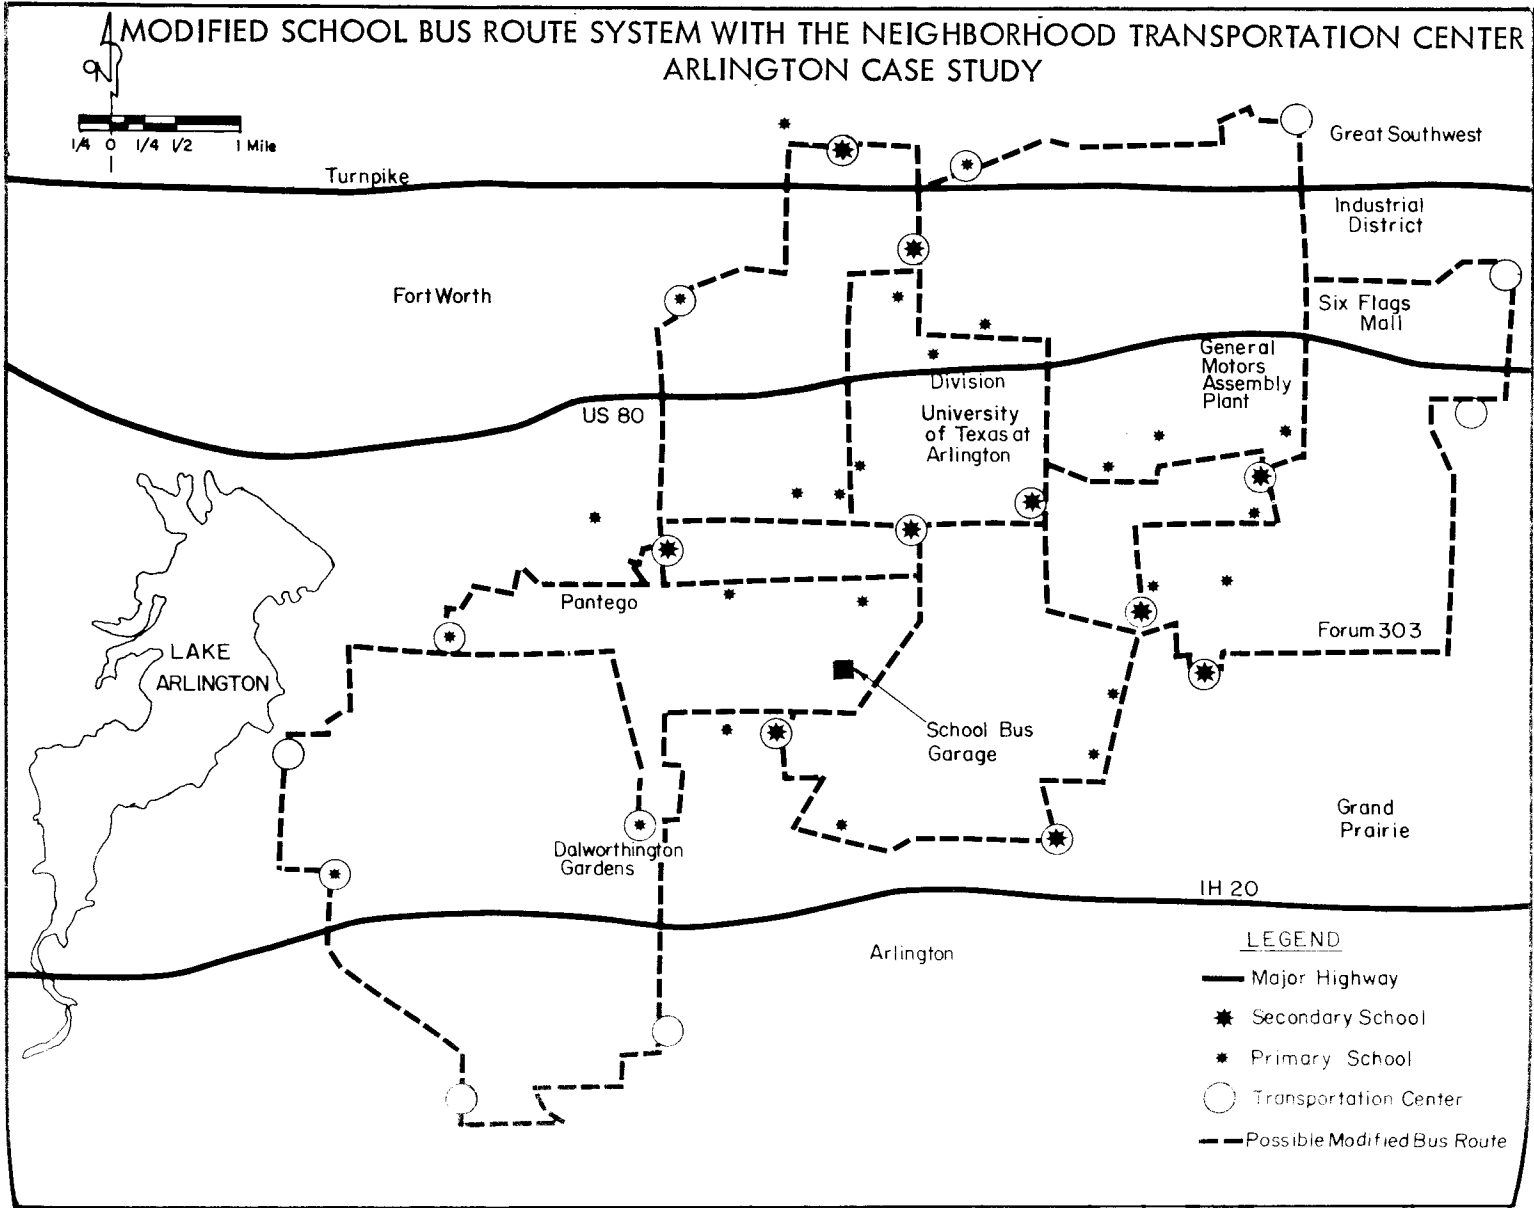 MODIFIED SCHOOL BUS ROUTE SYSTEM WITH THE NEIGHBORHOOD TRANSPORTATION CENTER
ARLINGTON CASE STUDY
N
1/4 0 1/4 1/2 1 Mile
Great Southwest
Turnpike
Industrial
District
Fort Worth
Six Flags
Mall
General
Motors
Assembly
Plant
Division
US 80
University
of Texas at
Arlington
Pantego
Forum 303
LAKE
ARLINGTON
School Bus
Garage
Grand
Prairie
Dalworthington
Gardens
IH 20
Arlington
LEGEND
Major Highway
Secondary School
Primary School
Transportation Center
Possible Modified Bus Route